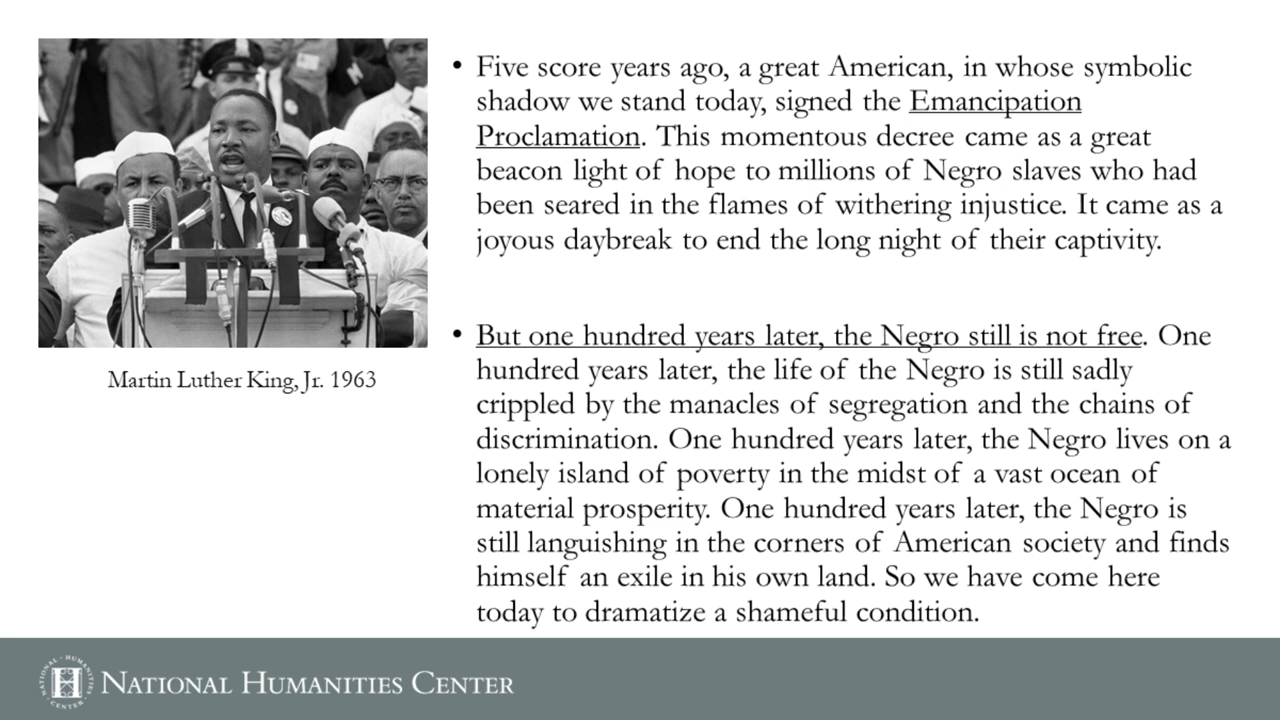 • Five score years ago, a great American, in whose symbolic
shadow we stand today, signed the Emancipation
Proclamation. This momentous decree came as a great
beacon light of hope to millions of Negro slaves who had
been seared in the flames of withering injustice. It came as a
joyous daybreak to end the long night of their captivity.
• But one hundred years later, the Negro still is not free. One
hundred years later, the life of the Negro is still sadly
crippled by the manacles of segregation and the chains of
discrimination. One hundred years later, the Negro lives on a
lonely island of poverty in the midst of a vast ocean of
material prosperity. One hundred years later, the Negro is
still languishing in the corners of American society and finds
himself an exile in his own land. So we have come here
today to dramatize a shameful condition.
Martin Luther King, Jr. 1963
NATIONAL · HUMANITIES · CENTER ·
H
NATIONAL HUMANITIES CENTER